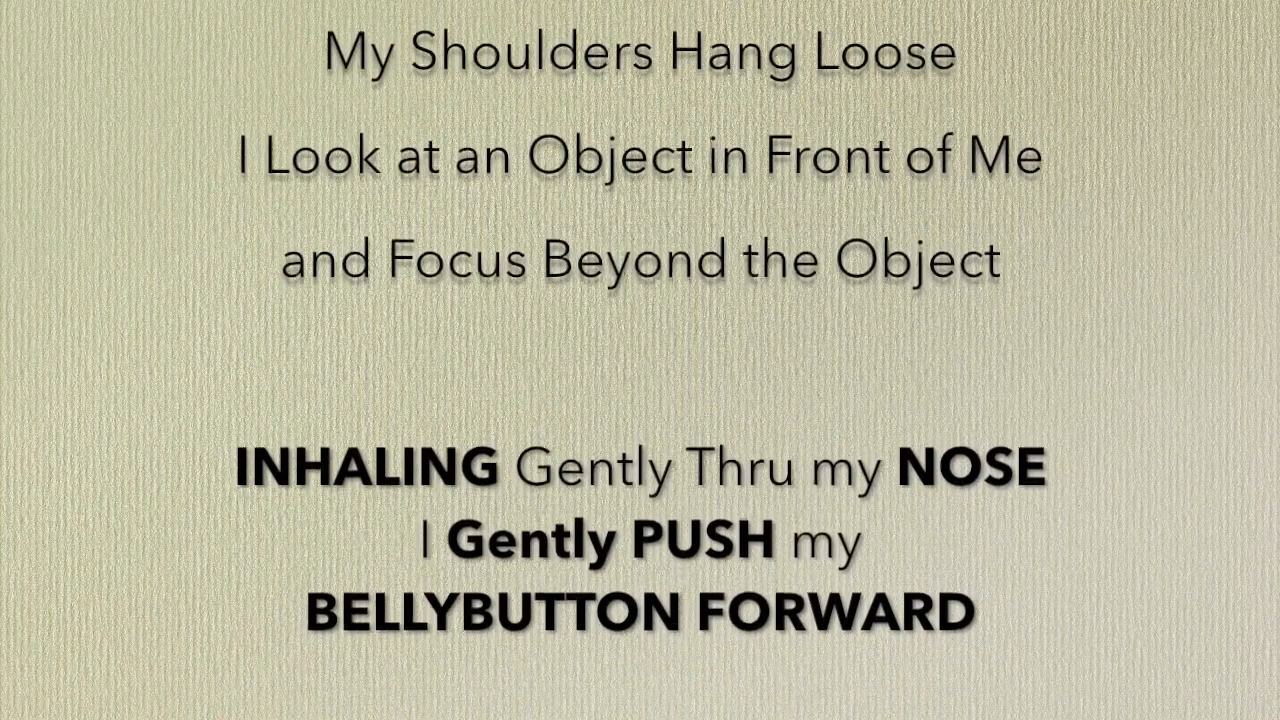 My Shoulders Hang Loose
I Look at an Object in Front of Me
and Focus Beyond the Object
INHALING Gently Thru my NOSE
I Gently PUSH my
BELLYBUTTON FORWARD